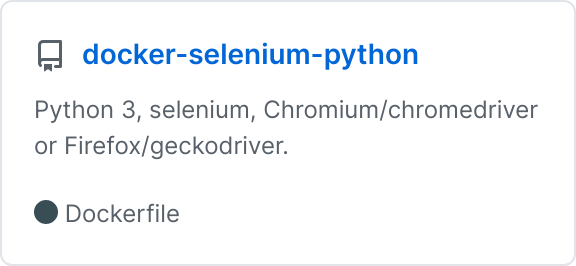 docker-selenium-python
Python 3, selenium, Chromium/chromedriver
or Firefox/geckodriver.
Dockerfile